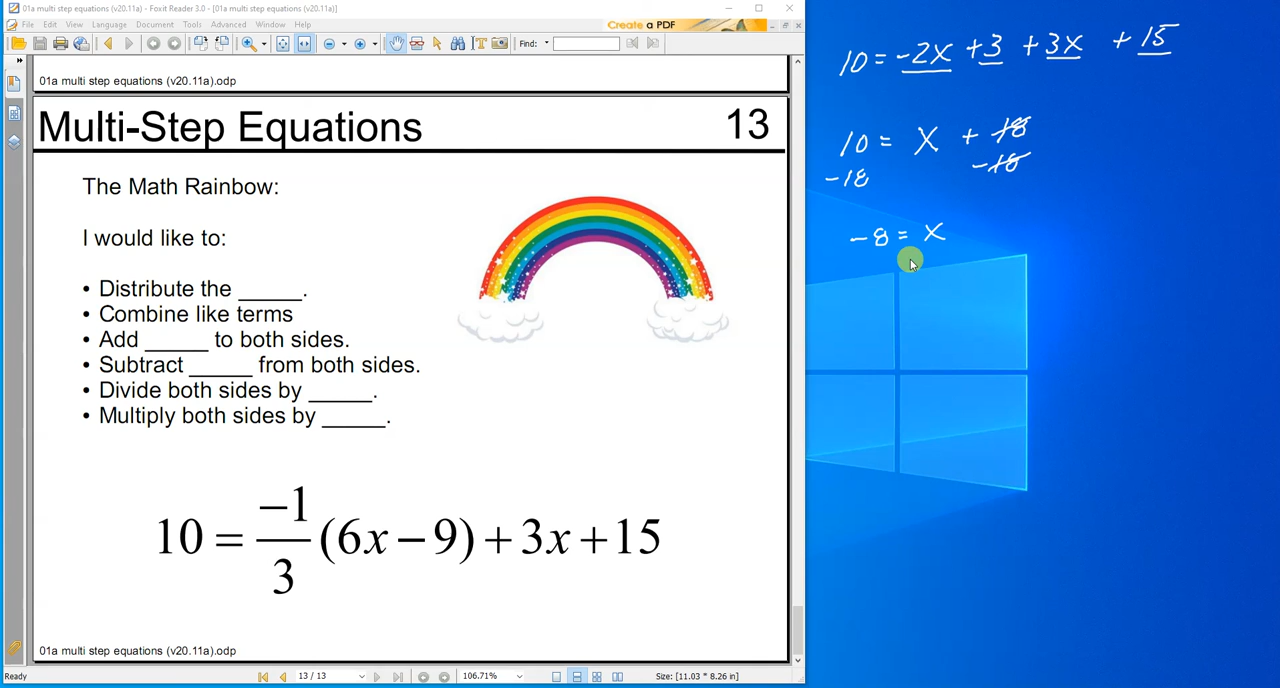 01a multi step equations (v20.11a) - Foxit Reader 3.0 - [01a multi step equations (v20.11a)]
File Edit View Language Document Tools Advanced Window Help
Create a PDF
Find:
01a multi step equations (v20.11a).odp
Multi-Step Equations 13
The Math Rainbow:
I would like to:
• Distribute the _____.
• Combine like terms
• Add _____ to both sides.
• Subtract _____ from both sides.
• Divide both sides by _____.
• Multiply both sides by _____.
10 = -1/3 (6x − 9) + 3x + 15
01a multi step equations (v20.11a).odp
Ready 13 / 13 106.71% Size: [11.03 * 8.26 in]
10 = -2x + 3 + 3x + 15
10 = x + 18
-18 -18
-8 = x